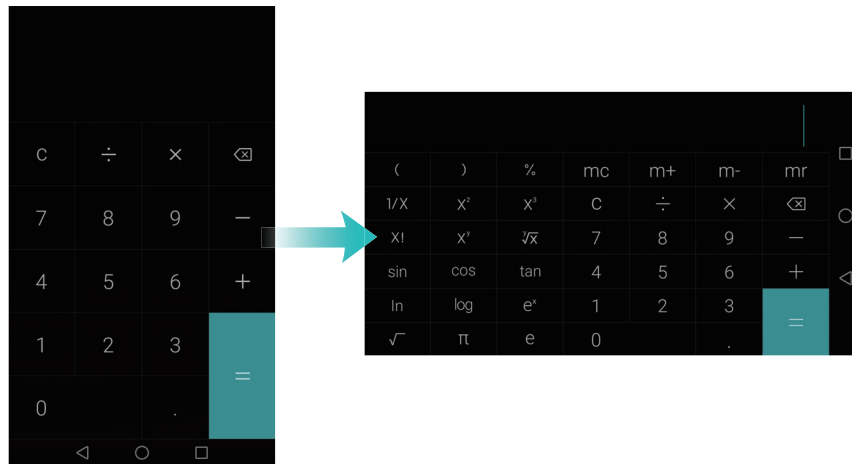 C ÷ × ⌫
7 8 9 −
4 5 6 +
1 2 3 =
0 .
( ) % mc m+ m- mr
1/X X² X³ C ÷ × ⌫
X! Xʸ ʸ√x 7 8 9 −
sin cos tan 4 5 6 +
ln log eˣ 1 2 3 =
√ π e 0 .